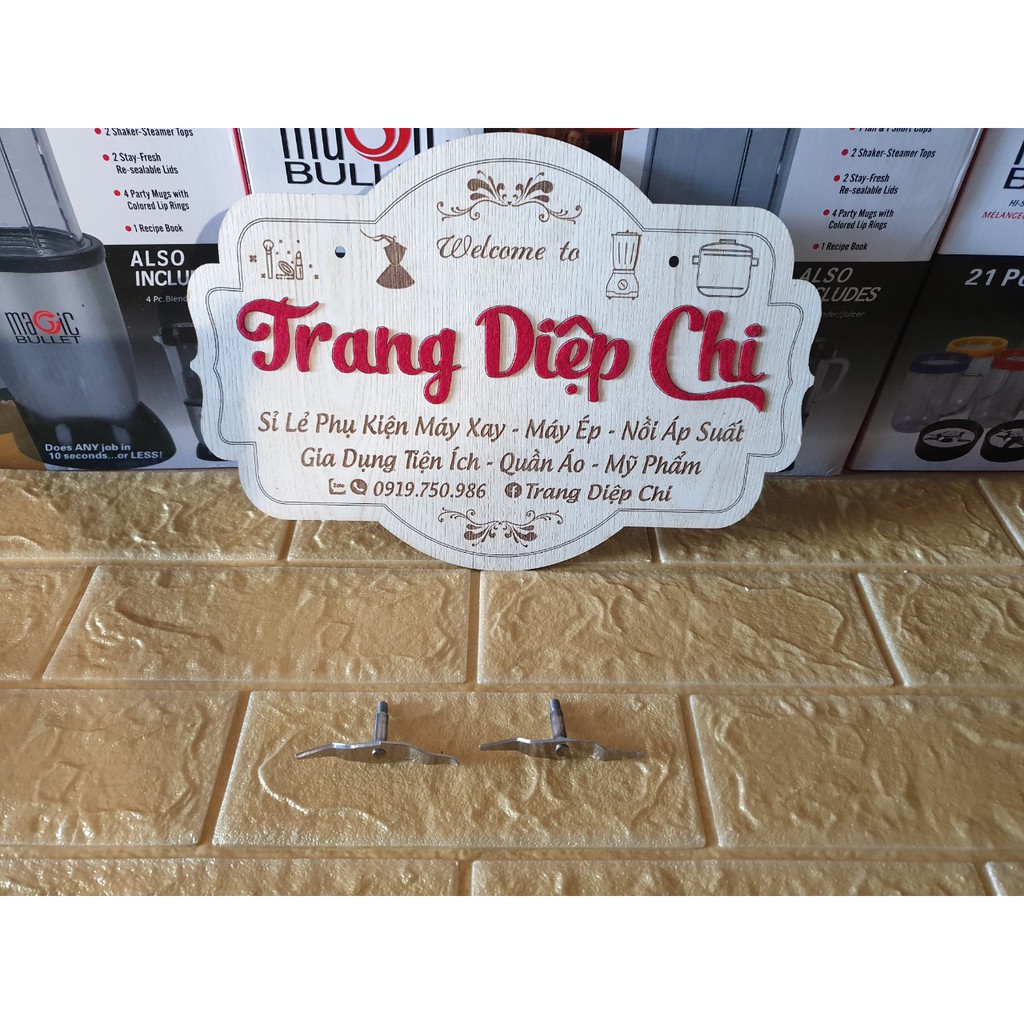 2 Shaker-Steamer Tops
2 Stay-Fresh
Re-sealable Lids
4 Party Mugs with
Colored Lip Rings
1 Recipe Book
ALSO
4 Pc.
MaGic
BULLET
Does ANY job in
10 seconds...or LESS!
Welcome to
Trang Diệp Chi
Sỉ Lẻ Phụ Kiện Máy Xay - Máy Ép - Nồi Áp Suất
Gia Dụng Tiện Ích - Quần Áo - Mỹ Phẩm
Zalo 0919.750.986 Trang Diệp Chi
2 Shaker-Steamer Tops
2 Stay-Fresh
Re-sealable Lids
4 Party Mugs with
Colored Lip Rings
1 Recipe Book
ALSO
21